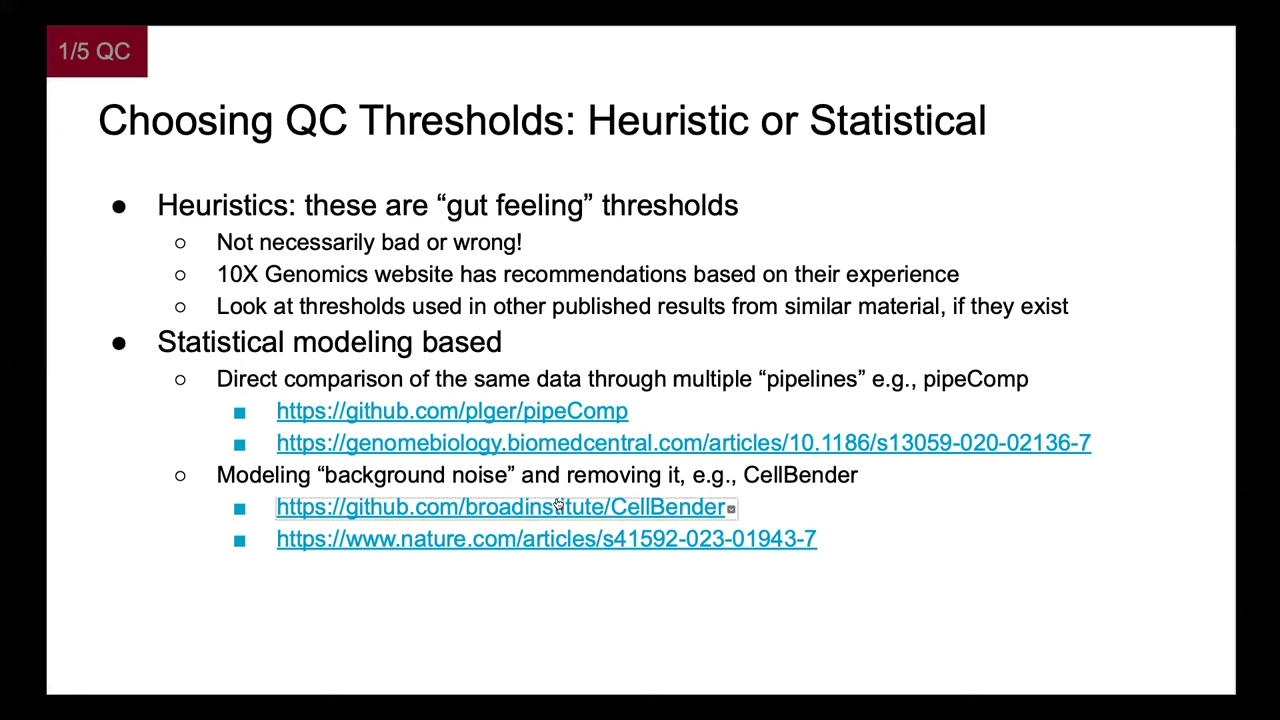 1/5 QC
Choosing QC Thresholds: Heuristic or Statistical
● Heuristics: these are “gut feeling” thresholds
○ Not necessarily bad or wrong!
○ 10X Genomics website has recommendations based on their experience
○ Look at thresholds used in other published results from similar material, if they exist
● Statistical modeling based
○ Direct comparison of the same data through multiple “pipelines” e.g., pipeComp
■ https://github.com/plger/pipeComp
■ https://genomebiology.biomedcentral.com/articles/10.1186/s13059-020-02136-7
○ Modeling “background noise” and removing it, e.g., CellBender
■ https://github.com/broadinstitute/CellBender
■ https://www.nature.com/articles/s41592-023-01943-7